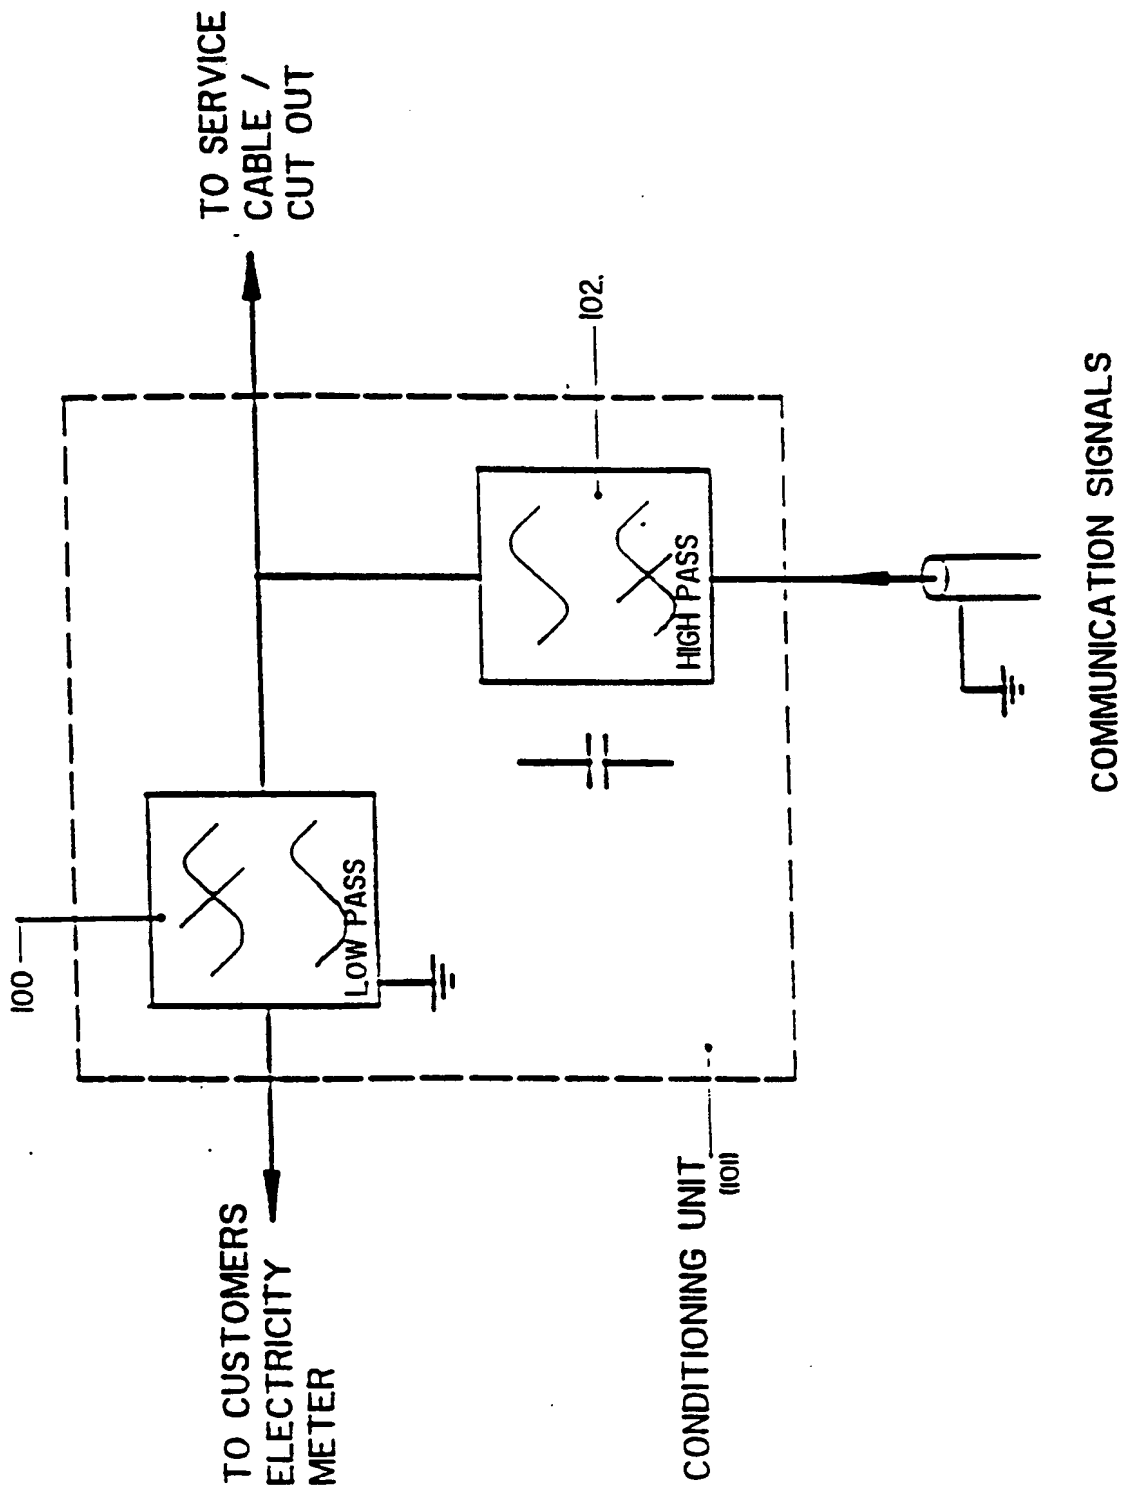 TO SERVICE
CABLE /
CUT OUT
100
102.
LOW PASS
HIGH PASS
TO CUSTOMERS
ELECTRICITY
METER
CONDITIONING UNIT
(101)
COMMUNICATION SIGNALS